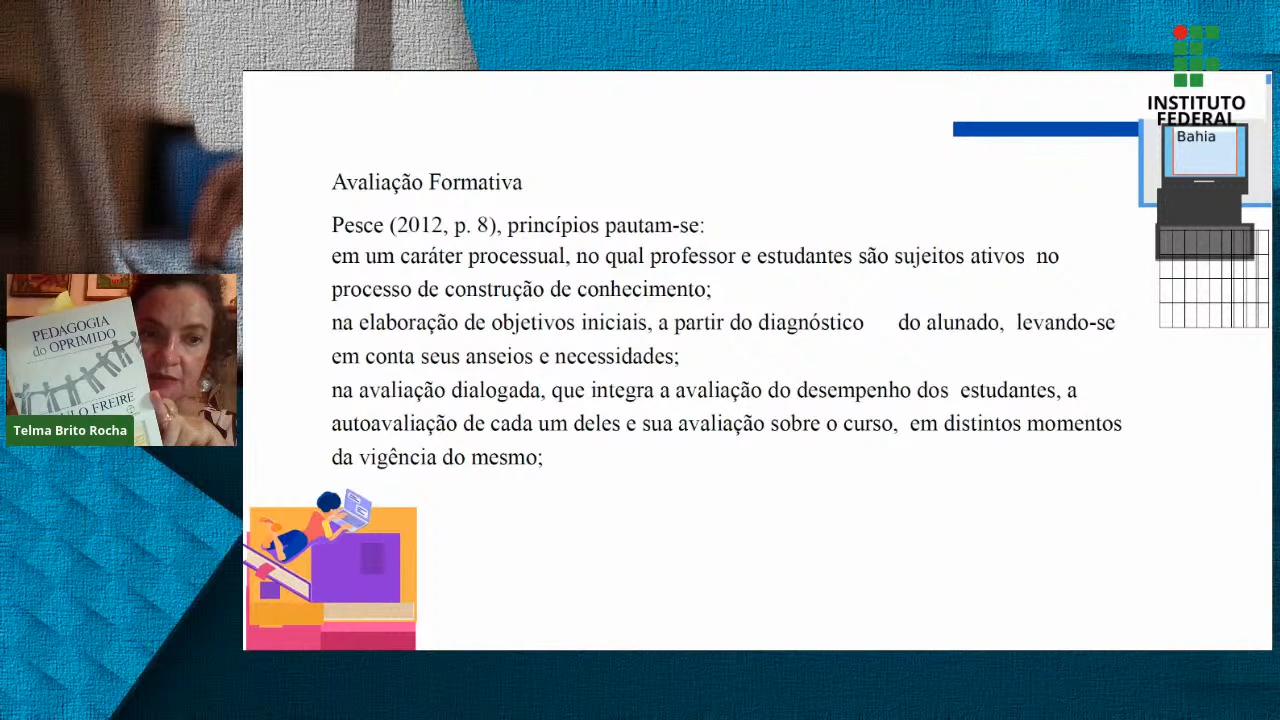 INSTITUTO
FEDERAL
Bahia
Avaliação Formativa
Pesce (2012, p. 8), princípios pautam-se:
em um caráter processual, no qual professor e estudantes são sujeitos ativos no
processo de construção de conhecimento;
na elaboração de objetivos iniciais, a partir do diagnóstico do alunado, levando-se
em conta seus anseios e necessidades;
na avaliação dialogada, que integra a avaliação do desempenho dos estudantes, a
autoavaliação de cada um deles e sua avaliação sobre o curso, em distintos momentos
da vigência do mesmo;
PEDAGOGIA
do OPRIMIDO
FREIRE
Telma Brito Rocha